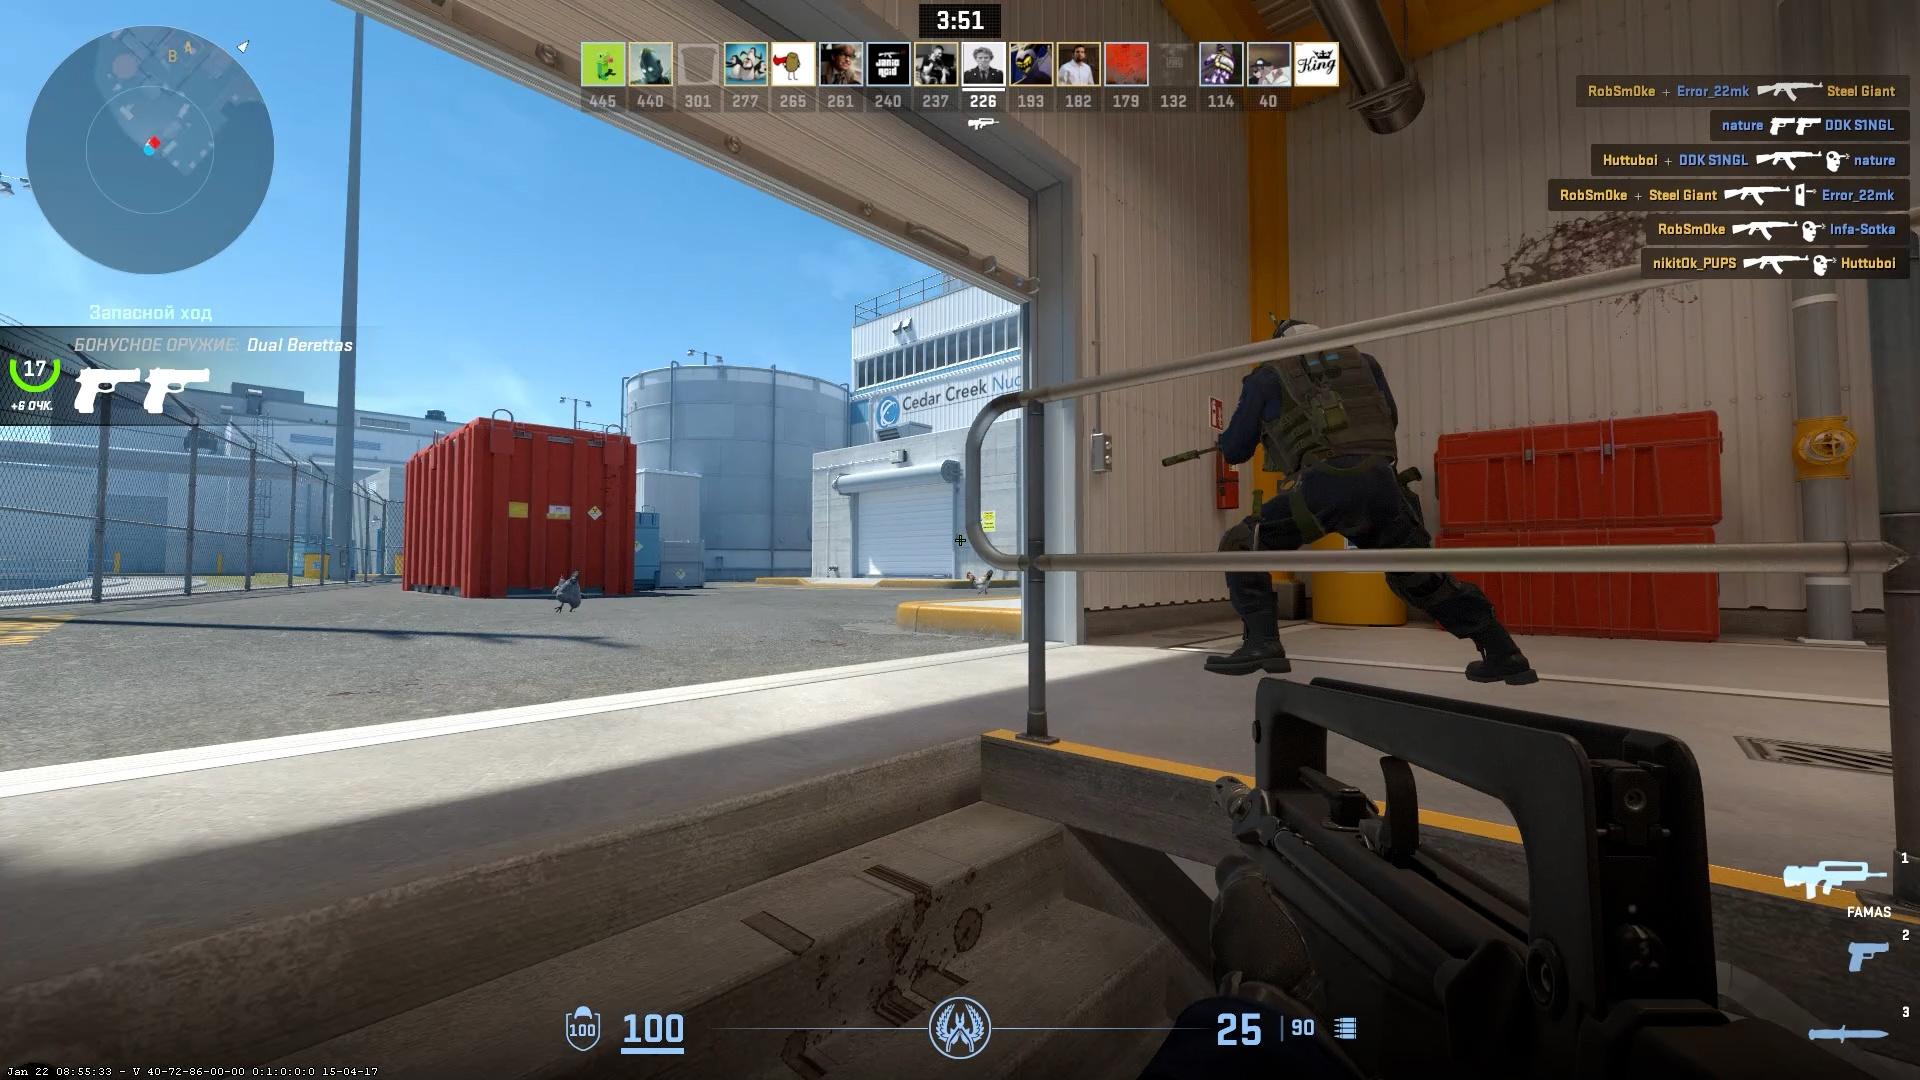 3:51
445 440 301 277 265 261 240 237 226 193 182 179 132 114 40
JANIC
ACID
King
B A
RobSm0ke + Error_22mk Steel Giant
nature DDK S1NGL
Huttuboi + DDK S1NGL nature
RobSm0ke + Steel Giant Error_22mk
RobSm0ke Infa-Sotka
nikit0k_PUPS Huttuboi
Запасной ход
БОНУСНОЕ ОРУЖИЕ: Dual Berettas
17
+6 ОЧК.
Cedar Creek Nuc
1
FAMAS
2
3
100 100
25 | 90
Jan 22 08:55:33 - V 40-72-86-00-00 0:1:0:0:0 15-04-17